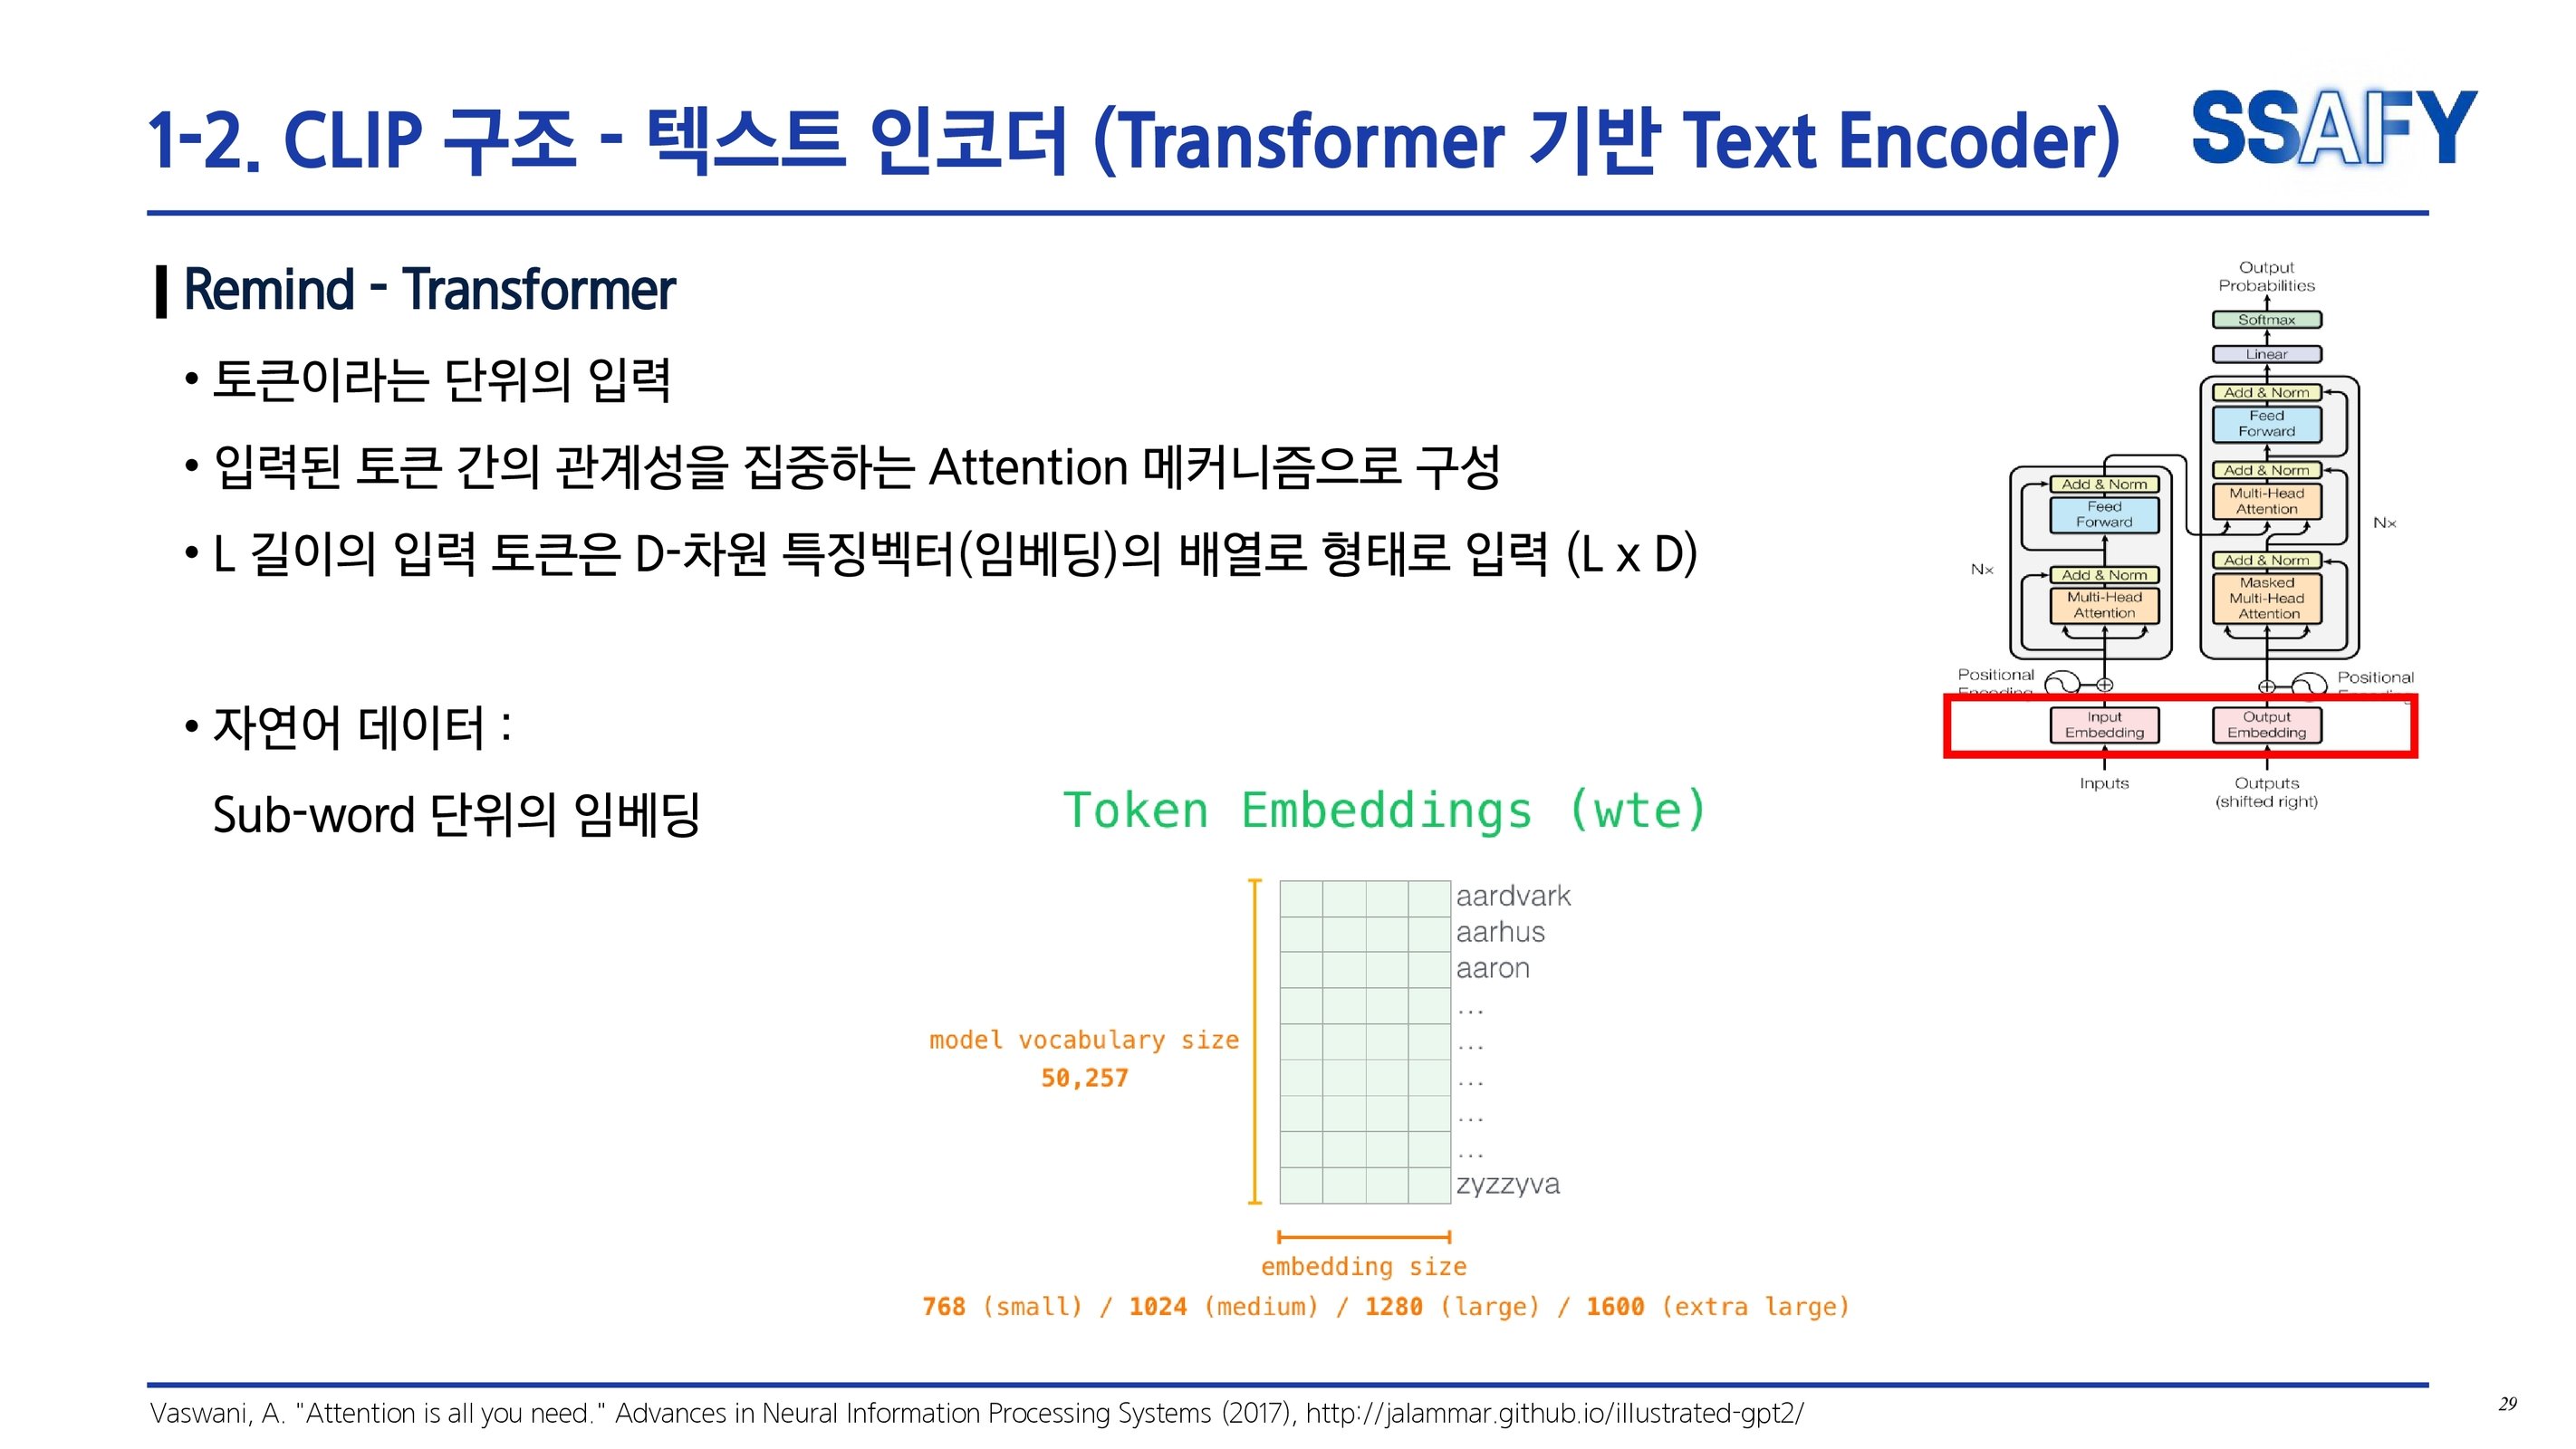 1-2. CLIP 구조 - 텍스트 인코더 (Transformer 기반 Text Encoder)
SSAFY
Remind - Transformer
• 토큰이라는 단위의 입력
• 입력된 토큰 간의 관계성을 집중하는 Attention 메커니즘으로 구성
• L 길이의 입력 토큰은 D-차원 특징벡터(임베딩)의 배열로 형태로 입력 (L x D)
• 자연어 데이터 :
Sub-word 단위의 임베딩
Output
Probabilities
Softmax
Linear
Add & Norm
Feed
Forward
Add & Norm
Multi-Head
Attention
Add & Norm
Masked
Multi-Head
Attention
Nx
Add & Norm
Feed
Forward
Add & Norm
Multi-Head
Attention
Nx
Positional
Encoding
Positional
Input
Embedding
Output
Embedding
Inputs
Outputs
(shifted right)
Token Embeddings (wte)
aardvark
aarhus
aaron
...
...
...
...
...
zyzzyva
model vocabulary size
50,257
embedding size
768 (small) / 1024 (medium) / 1280 (large) / 1600 (extra large)
Vaswani, A. "Attention is all you need." Advances in Neural Information Processing Systems (2017), http://jalammar.github.io/illustrated-gpt2/
29